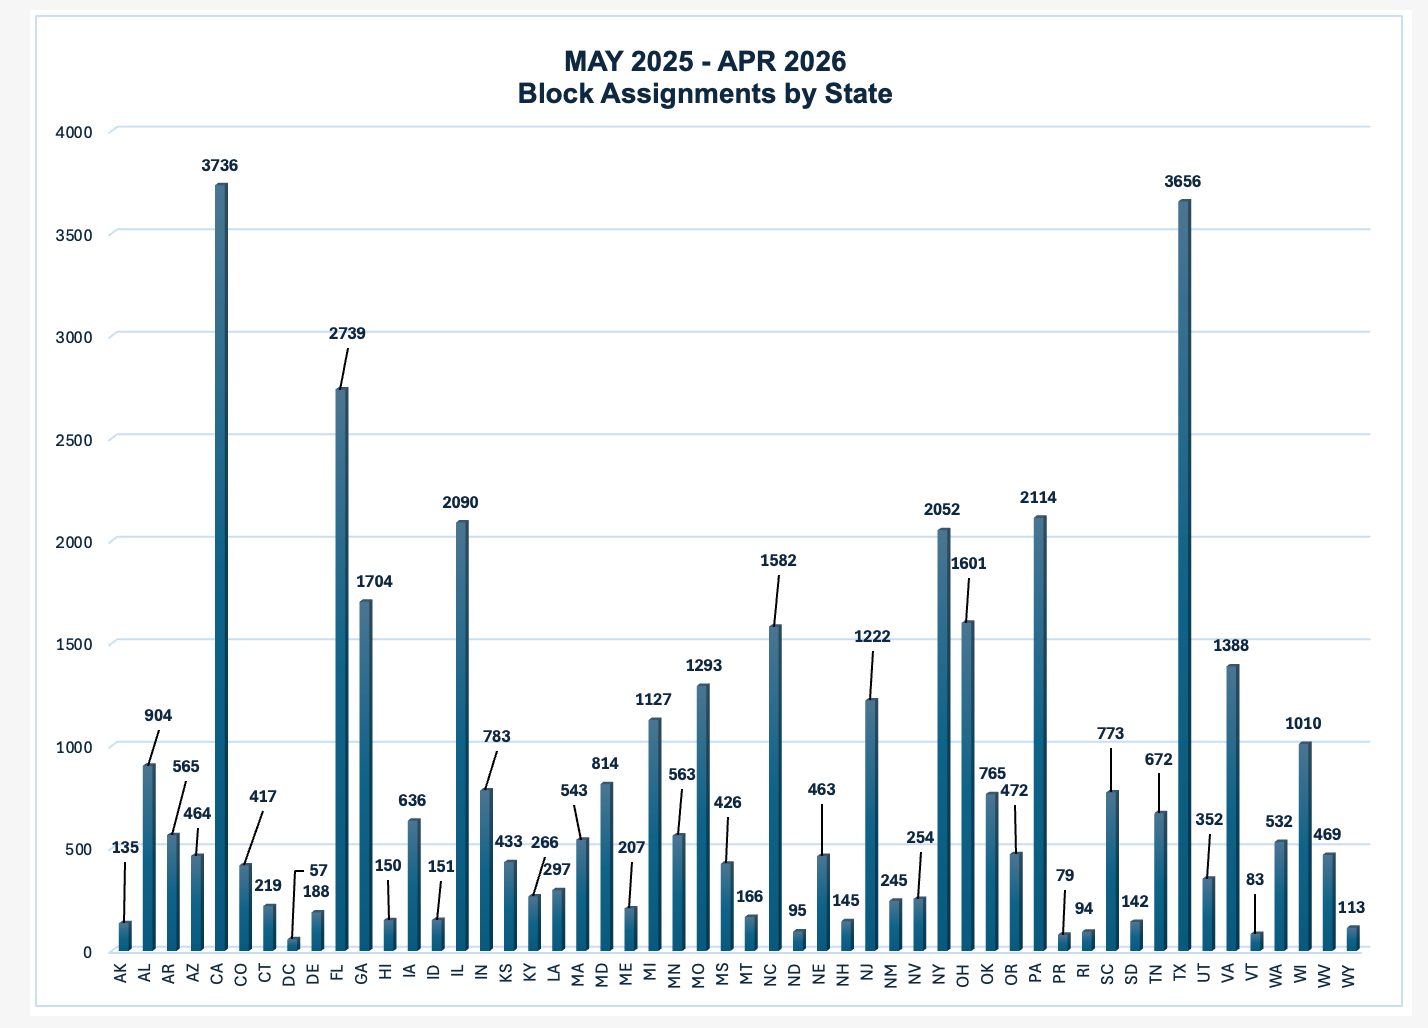 MAY 2025 - APR 2026
Block Assignments by State
4000
3500
3000
2500
2000
1500
1000
500
0
135
904
565
464
3736
417
219
57
188
2739
1704
150
636
151
2090
783
433
266
297
543
814
207
1127
563
1293
426
166
1582
95
463
145
1222
245
254
2052
1601
765
472
2114
79
94
773
142
672
3656
352
1388
83
532
1010
469
113
AK
AL
AR
AZ
CA
CO
CT
DC
DE
FL
GA
HI
IA
ID
IL
IN
KS
KY
LA
MA
MD
ME
MI
MN
MO
MS
MT
NC
ND
NE
NH
NJ
NM
NV
NY
OH
OK
OR
PA
PR
RI
SC
SD
TN
TX
UT
VA
VT
WA
WI
WV
WY